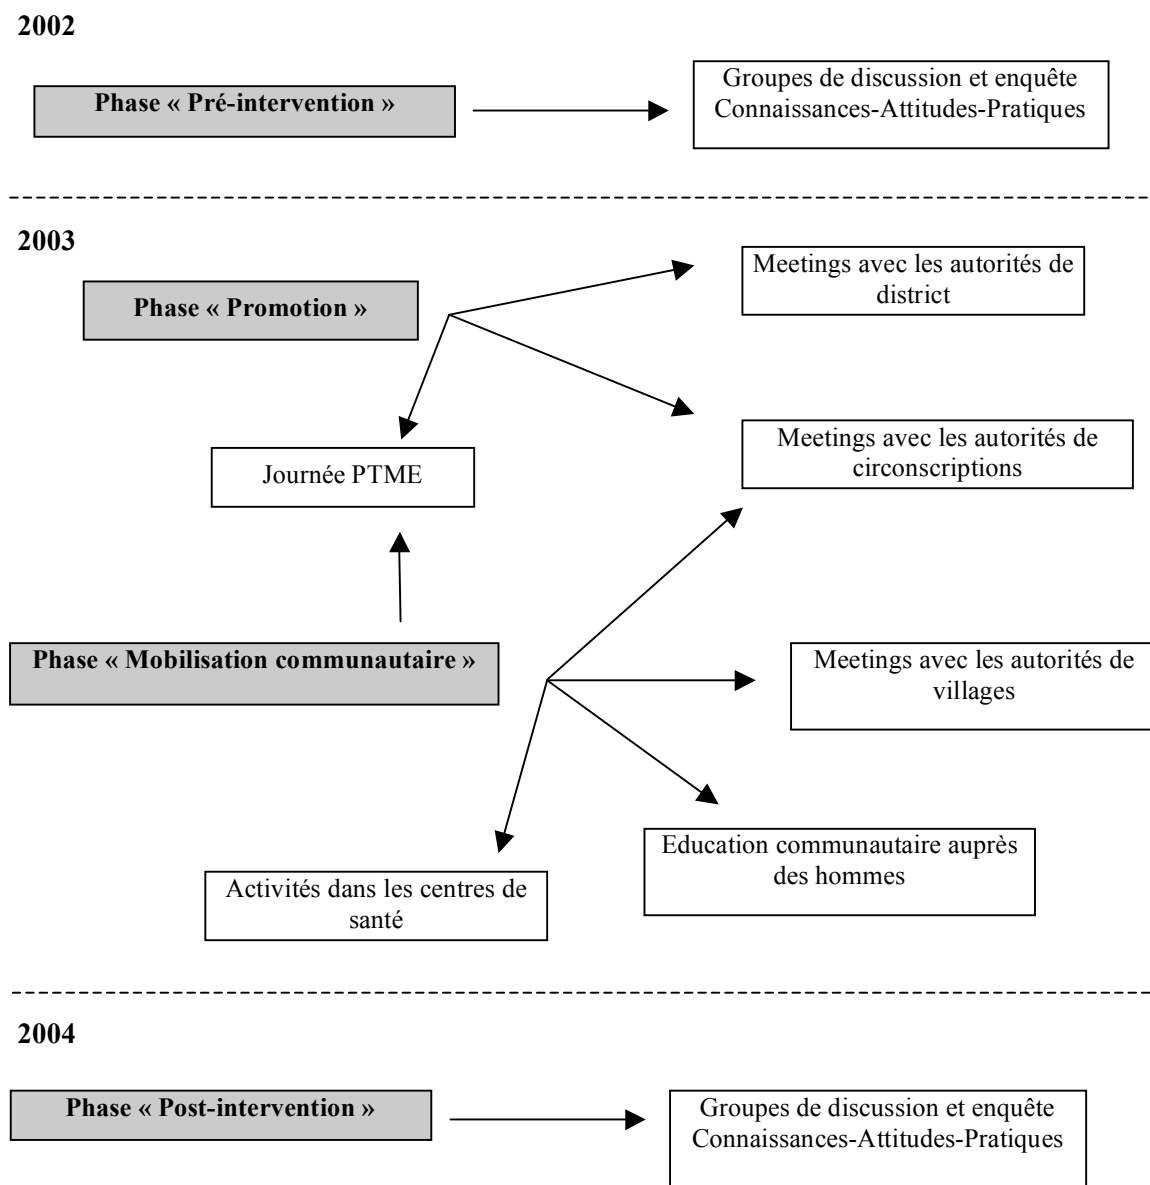 2002
Phase « Pré-intervention »
Groupes de discussion et enquête
Connaissances-Attitudes-Pratiques
2003
Phase « Promotion »
Meetings avec les autorités de
district
Meetings avec les autorités de
circonscriptions
Journée PTME
Phase « Mobilisation communautaire »
Meetings avec les autorités de
villages
Education communautaire auprès
des hommes
Activités dans les centres de
santé
2004
Phase « Post-intervention »
Groupes de discussion et enquête
Connaissances-Attitudes-Pratiques